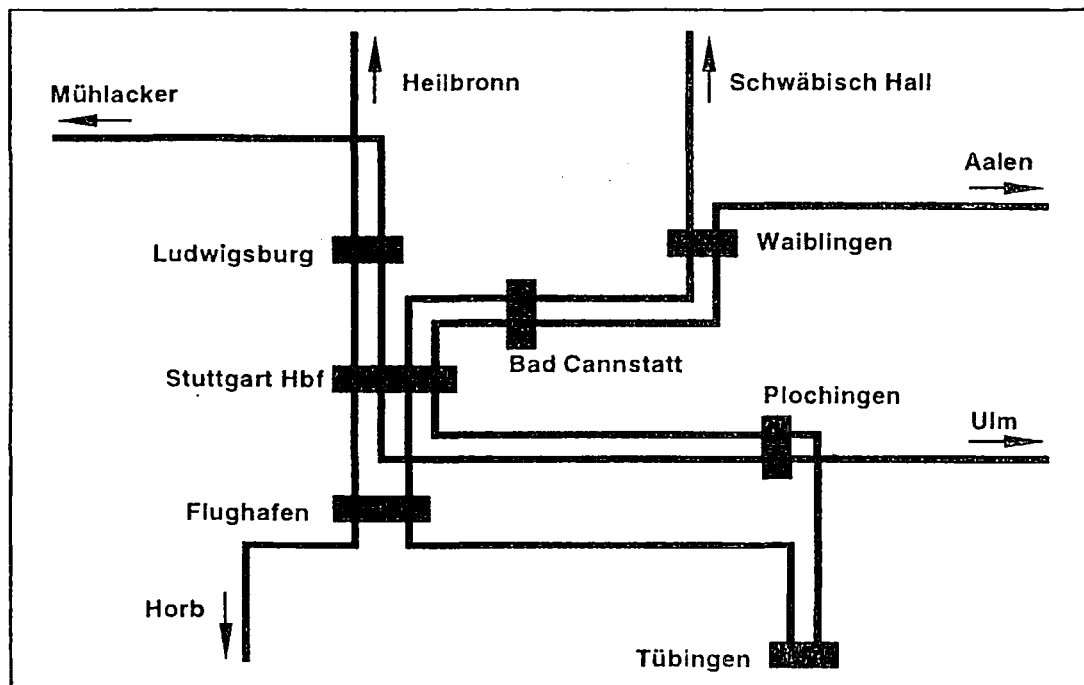 Heilbronn
Schwäbisch Hall
Mühlacker
Aalen
Ludwigsburg
Waiblingen
Bad Cannstatt
Stuttgart Hbf
Plochingen
Ulm
Flughafen
Horb
Tübingen